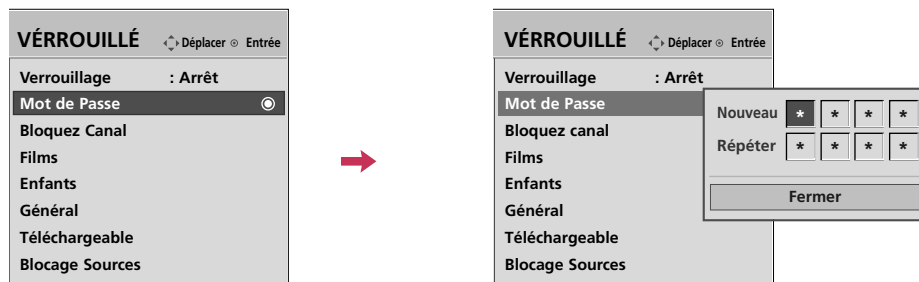 VÉRROUILLÉ Déplacer Entrée
Verrouillage : Arrêt
Mot de Passe
Bloquez Canal
Films
Enfants
Général
Téléchargeable
Blocage Sources
VÉRROUILLÉ Déplacer Entrée
Verrouillage : Arrêt
Mot de Passe
Bloquez canal
Films
Enfants
Général
Téléchargeable
Blocage Sources
Nouveau * * * *
Répéter * * * *
Fermer